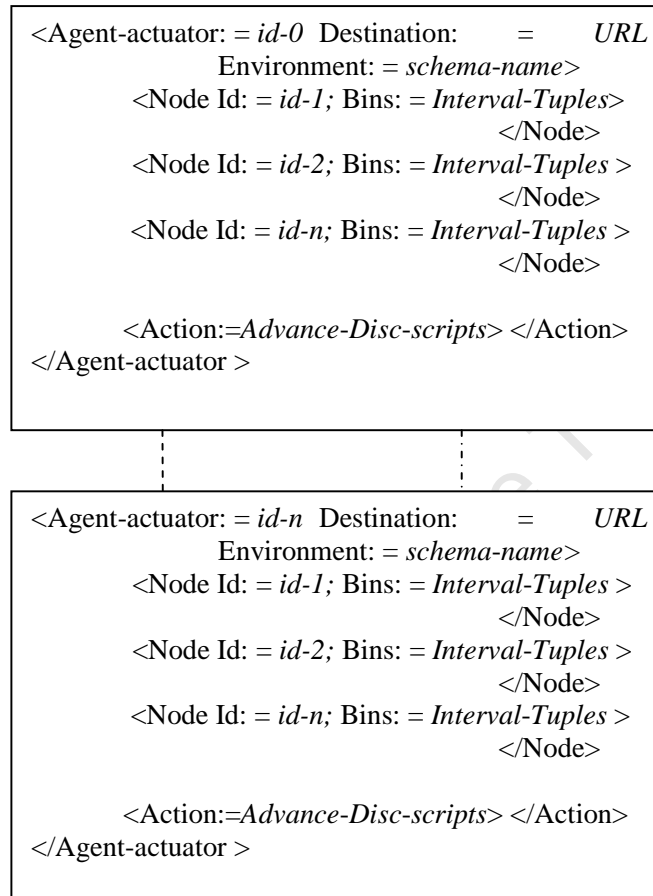 <Agent-actuator: = id-0 Destination: = URL
Environment: = schema-name>
<Node Id: = id-1; Bins: = Interval-Tuples>
</Node>
<Node Id: = id-2; Bins: = Interval-Tuples >
</Node>
<Node Id: = id-n; Bins: = Interval-Tuples >
</Node>
<Action:=Advance-Disc-scripts> </Action>
</Agent-actuator >
<Agent-actuator: = id-n Destination: = URL
Environment: = schema-name>
<Node Id: = id-1; Bins: = Interval-Tuples >
</Node>
<Node Id: = id-2; Bins: = Interval-Tuples >
</Node>
<Node Id: = id-n; Bins: = Interval-Tuples >
</Node>
<Action:=Advance-Disc-scripts> </Action>
</Agent-actuator >